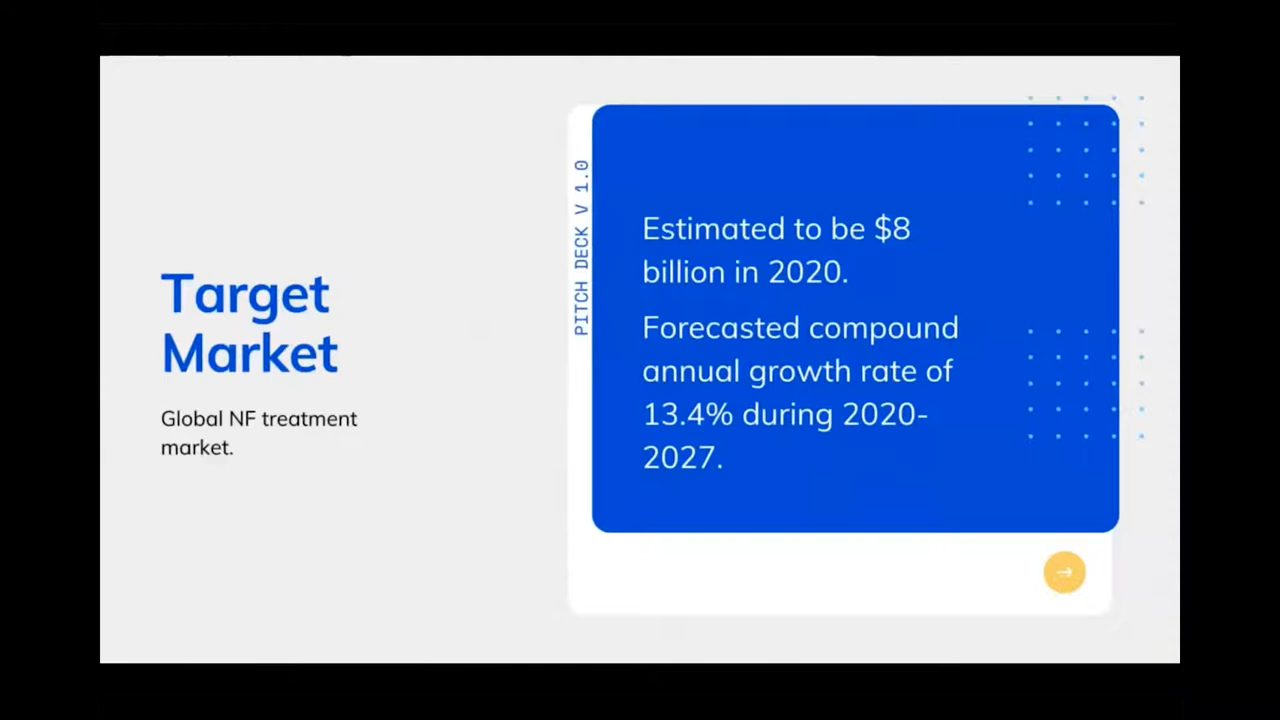 Target
Market
Global NF treatment
market.
PITCH DECK V 1.0
Estimated to be $8
billion in 2020.
Forecasted compound
annual growth rate of
13.4% during 2020-
2027.